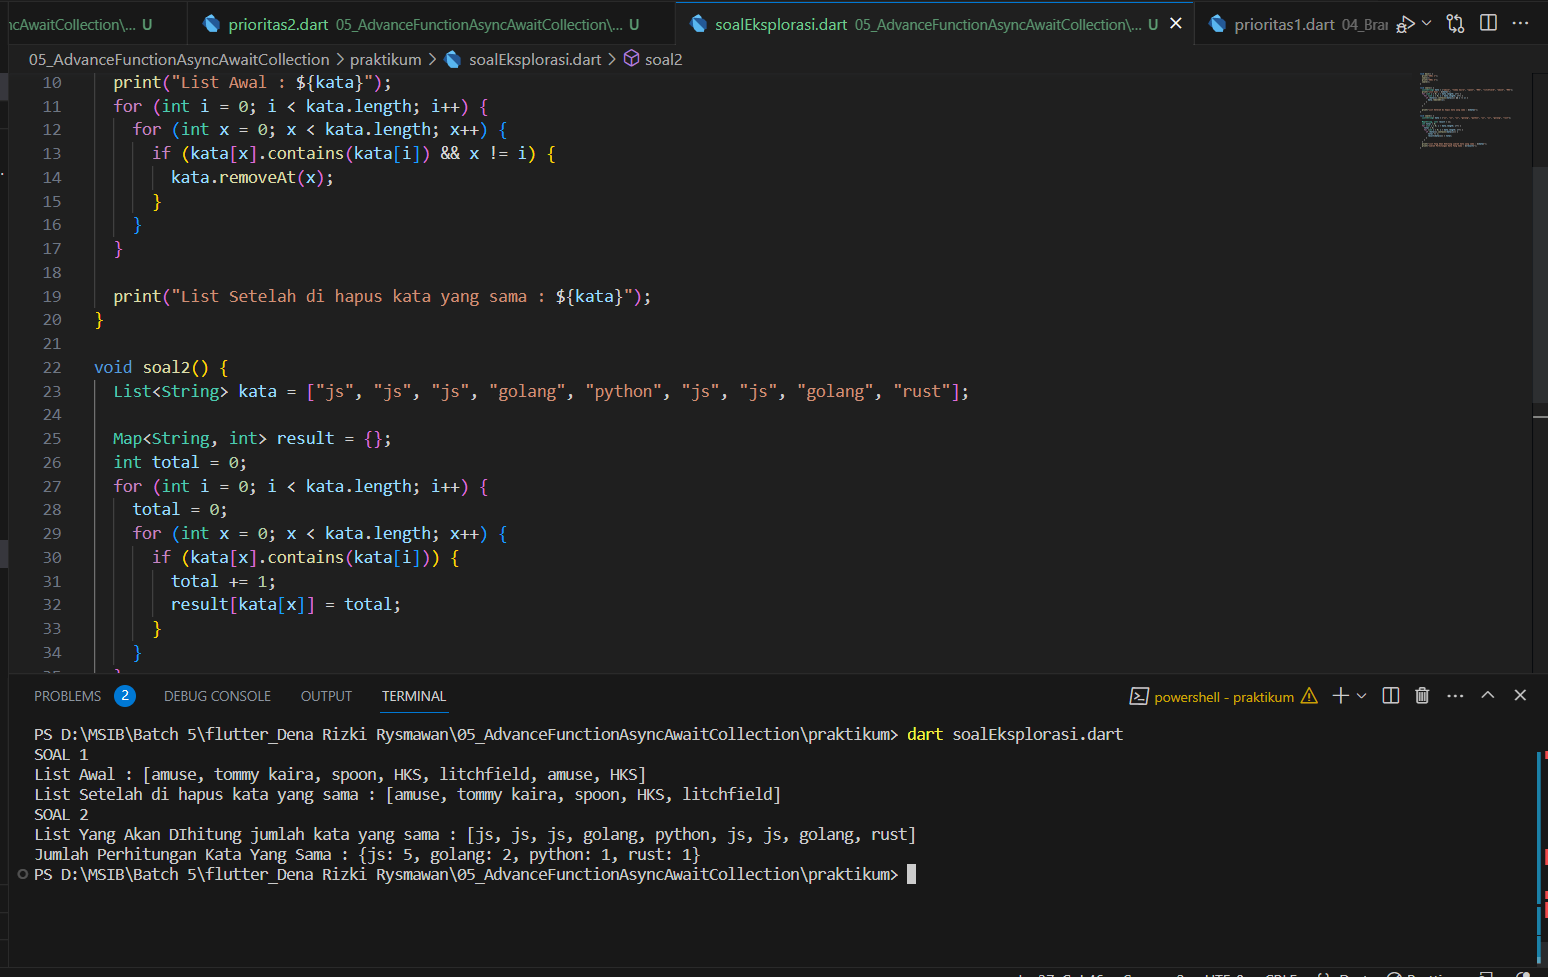 ncAwaitCollection\... U prioritas2.dart 05_AdvanceFunctionAsyncAwaitCollection\... U soalEksplorasi.dart 05_AdvanceFunctionAsyncAwaitCollection\... U prioritas1.dart 04_Bran
05_AdvanceFunctionAsyncAwaitCollection > praktikum > soalEksplorasi.dart > soal2
10 print("List Awal : ${kata}");
11 for (int i = 0; i < kata.length; i++) {
12 for (int x = 0; x < kata.length; x++) {
13 if (kata[x].contains(kata[i]) && x != i) {
14 kata.removeAt(x);
15 }
16 }
17 }
18
19 print("List Setelah di hapus kata yang sama : ${kata}");
20 }
21
22 void soal2() {
23 List<String> kata = ["js", "js", "js", "golang", "python", "js", "js", "golang", "rust"];
24
25 Map<String, int> result = {};
26 int total = 0;
27 for (int i = 0; i < kata.length; i++) {
28 total = 0;
29 for (int x = 0; x < kata.length; x++) {
30 if (kata[x].contains(kata[i])) {
31 total += 1;
32 result[kata[x]] = total;
33 }
34 }
PROBLEMS 2 DEBUG CONSOLE OUTPUT TERMINAL powershell - praktikum
PS D:\MSIB\Batch 5\flutter_Dena Rizki Rysmawan\05_AdvanceFunctionAsyncAwaitCollection\praktikum> dart soalEksplorasi.dart
SOAL 1
List Awal : [amuse, tommy kaira, spoon, HKS, litchfield, amuse, HKS]
List Setelah di hapus kata yang sama : [amuse, tommy kaira, spoon, HKS, litchfield]
SOAL 2
List Yang Akan DIhitung jumlah kata yang sama : [js, js, js, golang, python, js, js, golang, rust]
Jumlah Perhitungan Kata Yang Sama : {js: 5, golang: 2, python: 1, rust: 1}
PS D:\MSIB\Batch 5\flutter_Dena Rizki Rysmawan\05_AdvanceFunctionAsyncAwaitCollection\praktikum>